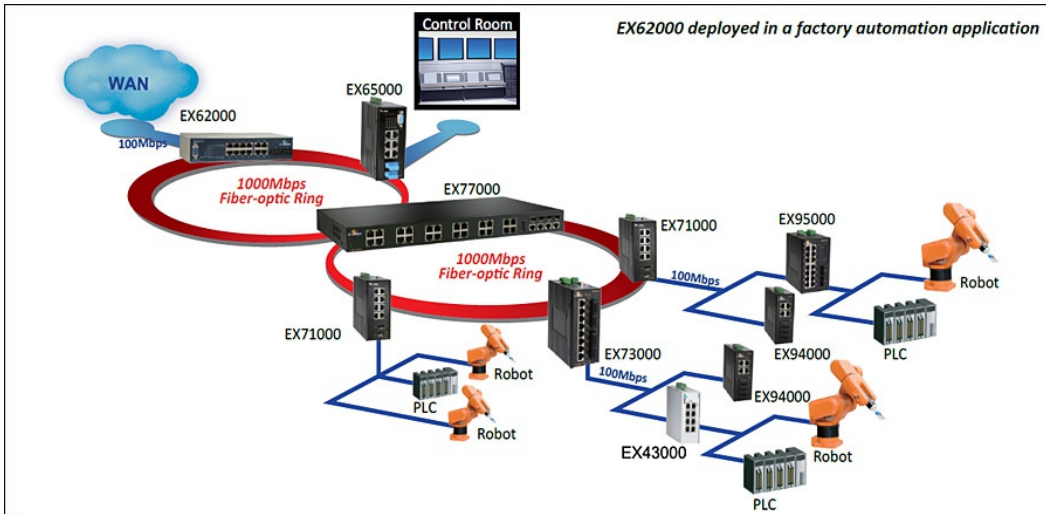 Control Room
EX62000 deployed in a factory automation application
WAN
EX65000
EX62000
100Mbps
1000Mbps
Fiber-optic Ring
EX77000
EX71000
EX95000
1000Mbps
Fiber-optic Ring
100Mbps
Robot
EX71000
EX73000
EX94000
PLC
Robot
100Mbps
PLC
EX94000
Robot
EX43000
Robot
PLC